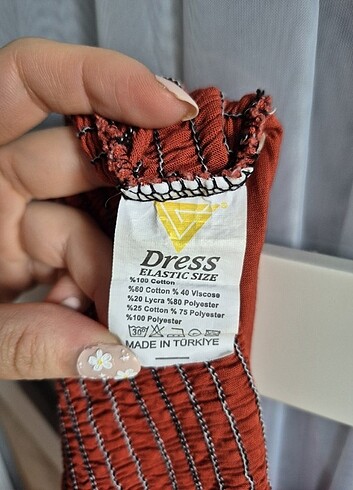 Dress
ELASTIC SIZE
%100 Cotton
%60 Cotton % 40 Viscose
%20 Lycra %80 Polyester
%25 Cotton % 75 Polyester
%100 Polyester
30°
MADE IN TÜRKİYE